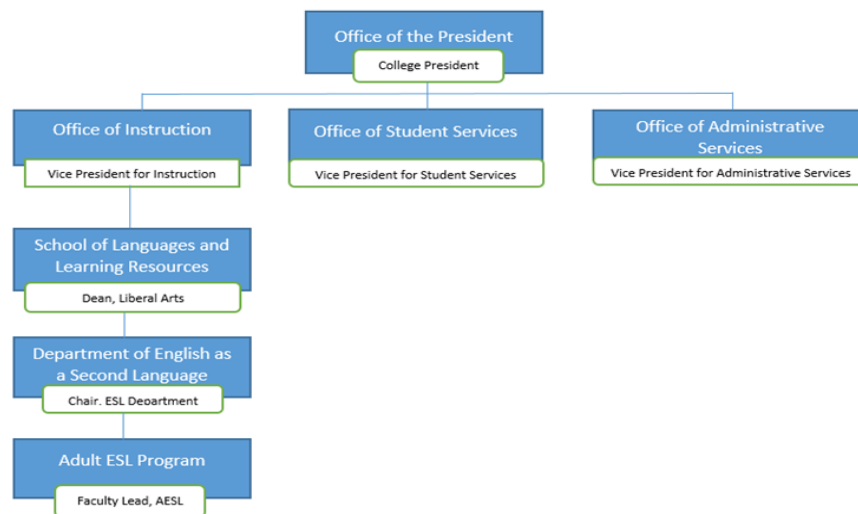 Office of the President
College President
Office of Instruction
Vice President for Instruction
Office of Student Services
Vice President for Student Services
Office of Administrative
Services
Vice President for Administrative Services
School of Languages and
Learning Resources
Dean, Liberal Arts
Department of English as
a Second Language
Chair. ESL Department
Adult ESL Program
Faculty Lead, AESL